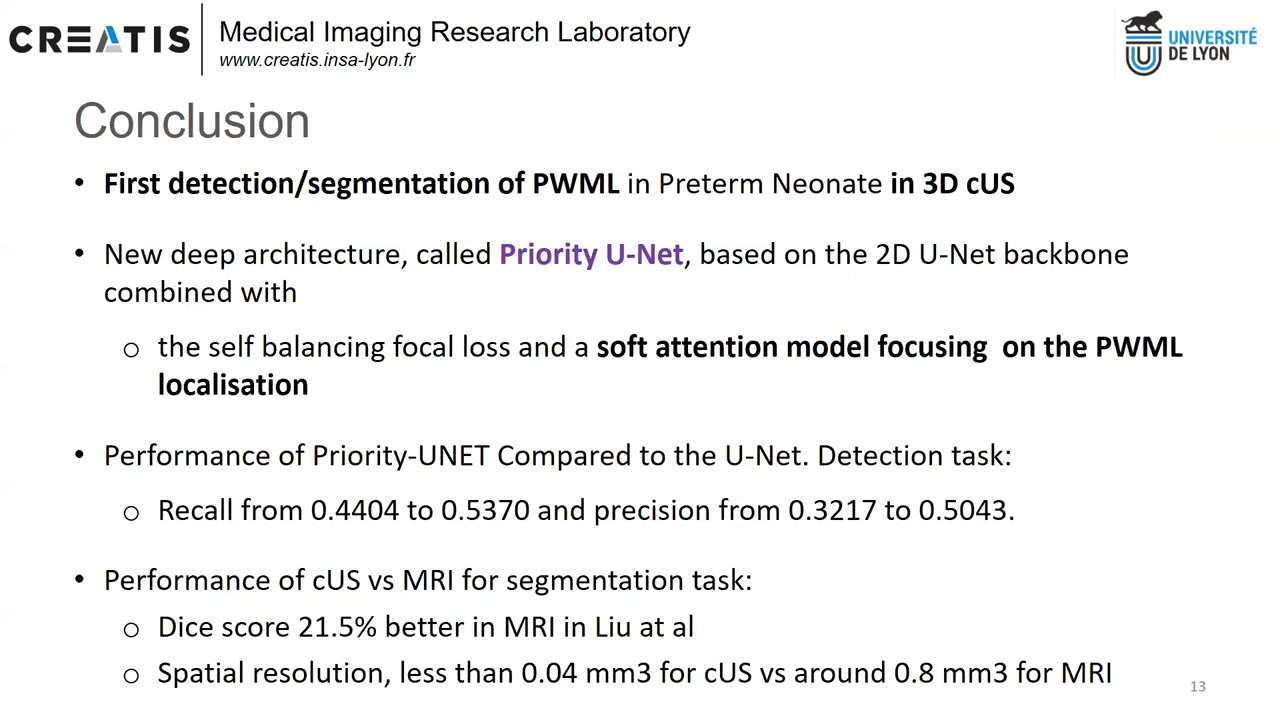 CREATIS
Medical Imaging Research Laboratory
www.creatis.insa-lyon.fr
UNIVERSITÉ
DE LYON
Conclusion
• First detection/segmentation of PWML in Preterm Neonate in 3D cUS
• New deep architecture, called Priority U-Net, based on the 2D U-Net backbone
combined with
o the self balancing focal loss and a soft attention model focusing on the PWML
localisation
• Performance of Priority-UNET Compared to the U-Net. Detection task:
o Recall from 0.4404 to 0.5370 and precision from 0.3217 to 0.5043.
• Performance of cUS vs MRI for segmentation task:
o Dice score 21.5% better in MRI in Liu at al
o Spatial resolution, less than 0.04 mm3 for cUS vs around 0.8 mm3 for MRI
13